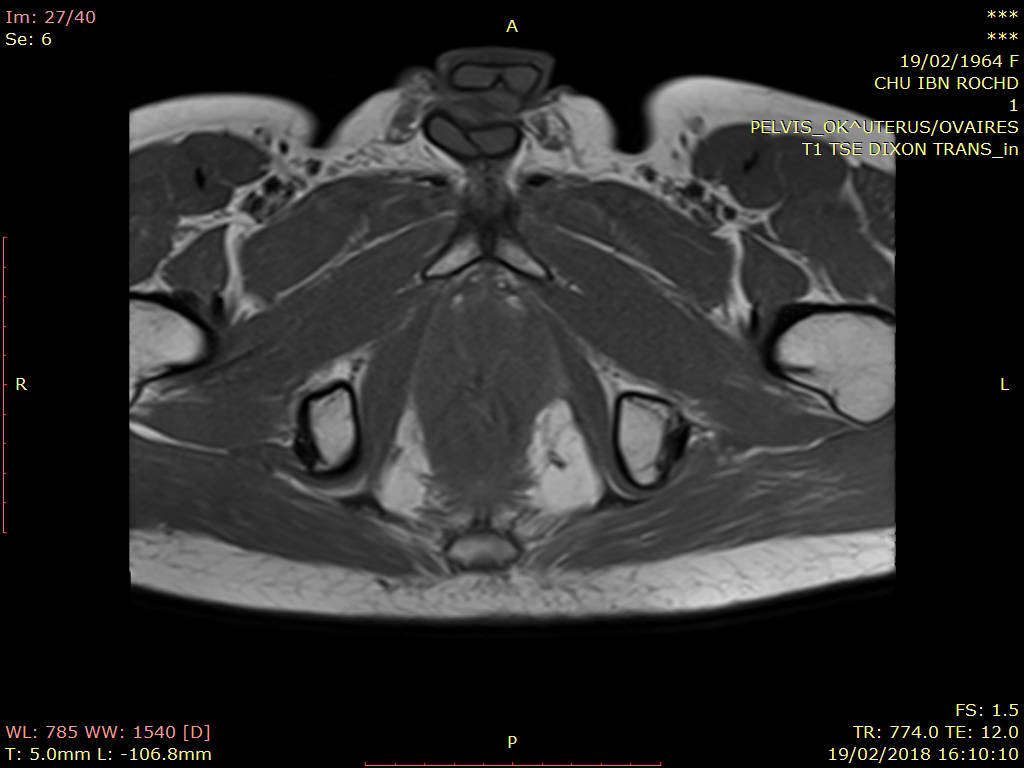 Im: 27/40
Se: 6
A
***
***
19/02/1964 F
CHU IBN ROCHD
1
PELVIS_OK^UTERUS/OVAIRES
T1 TSE DIXON TRANS_in
R
L
WL: 785 WW: 1540 [D]
T: 5.0mm L: -106.8mm
P
FS: 1.5
TR: 774.0 TE: 12.0
19/02/2018 16:10:10